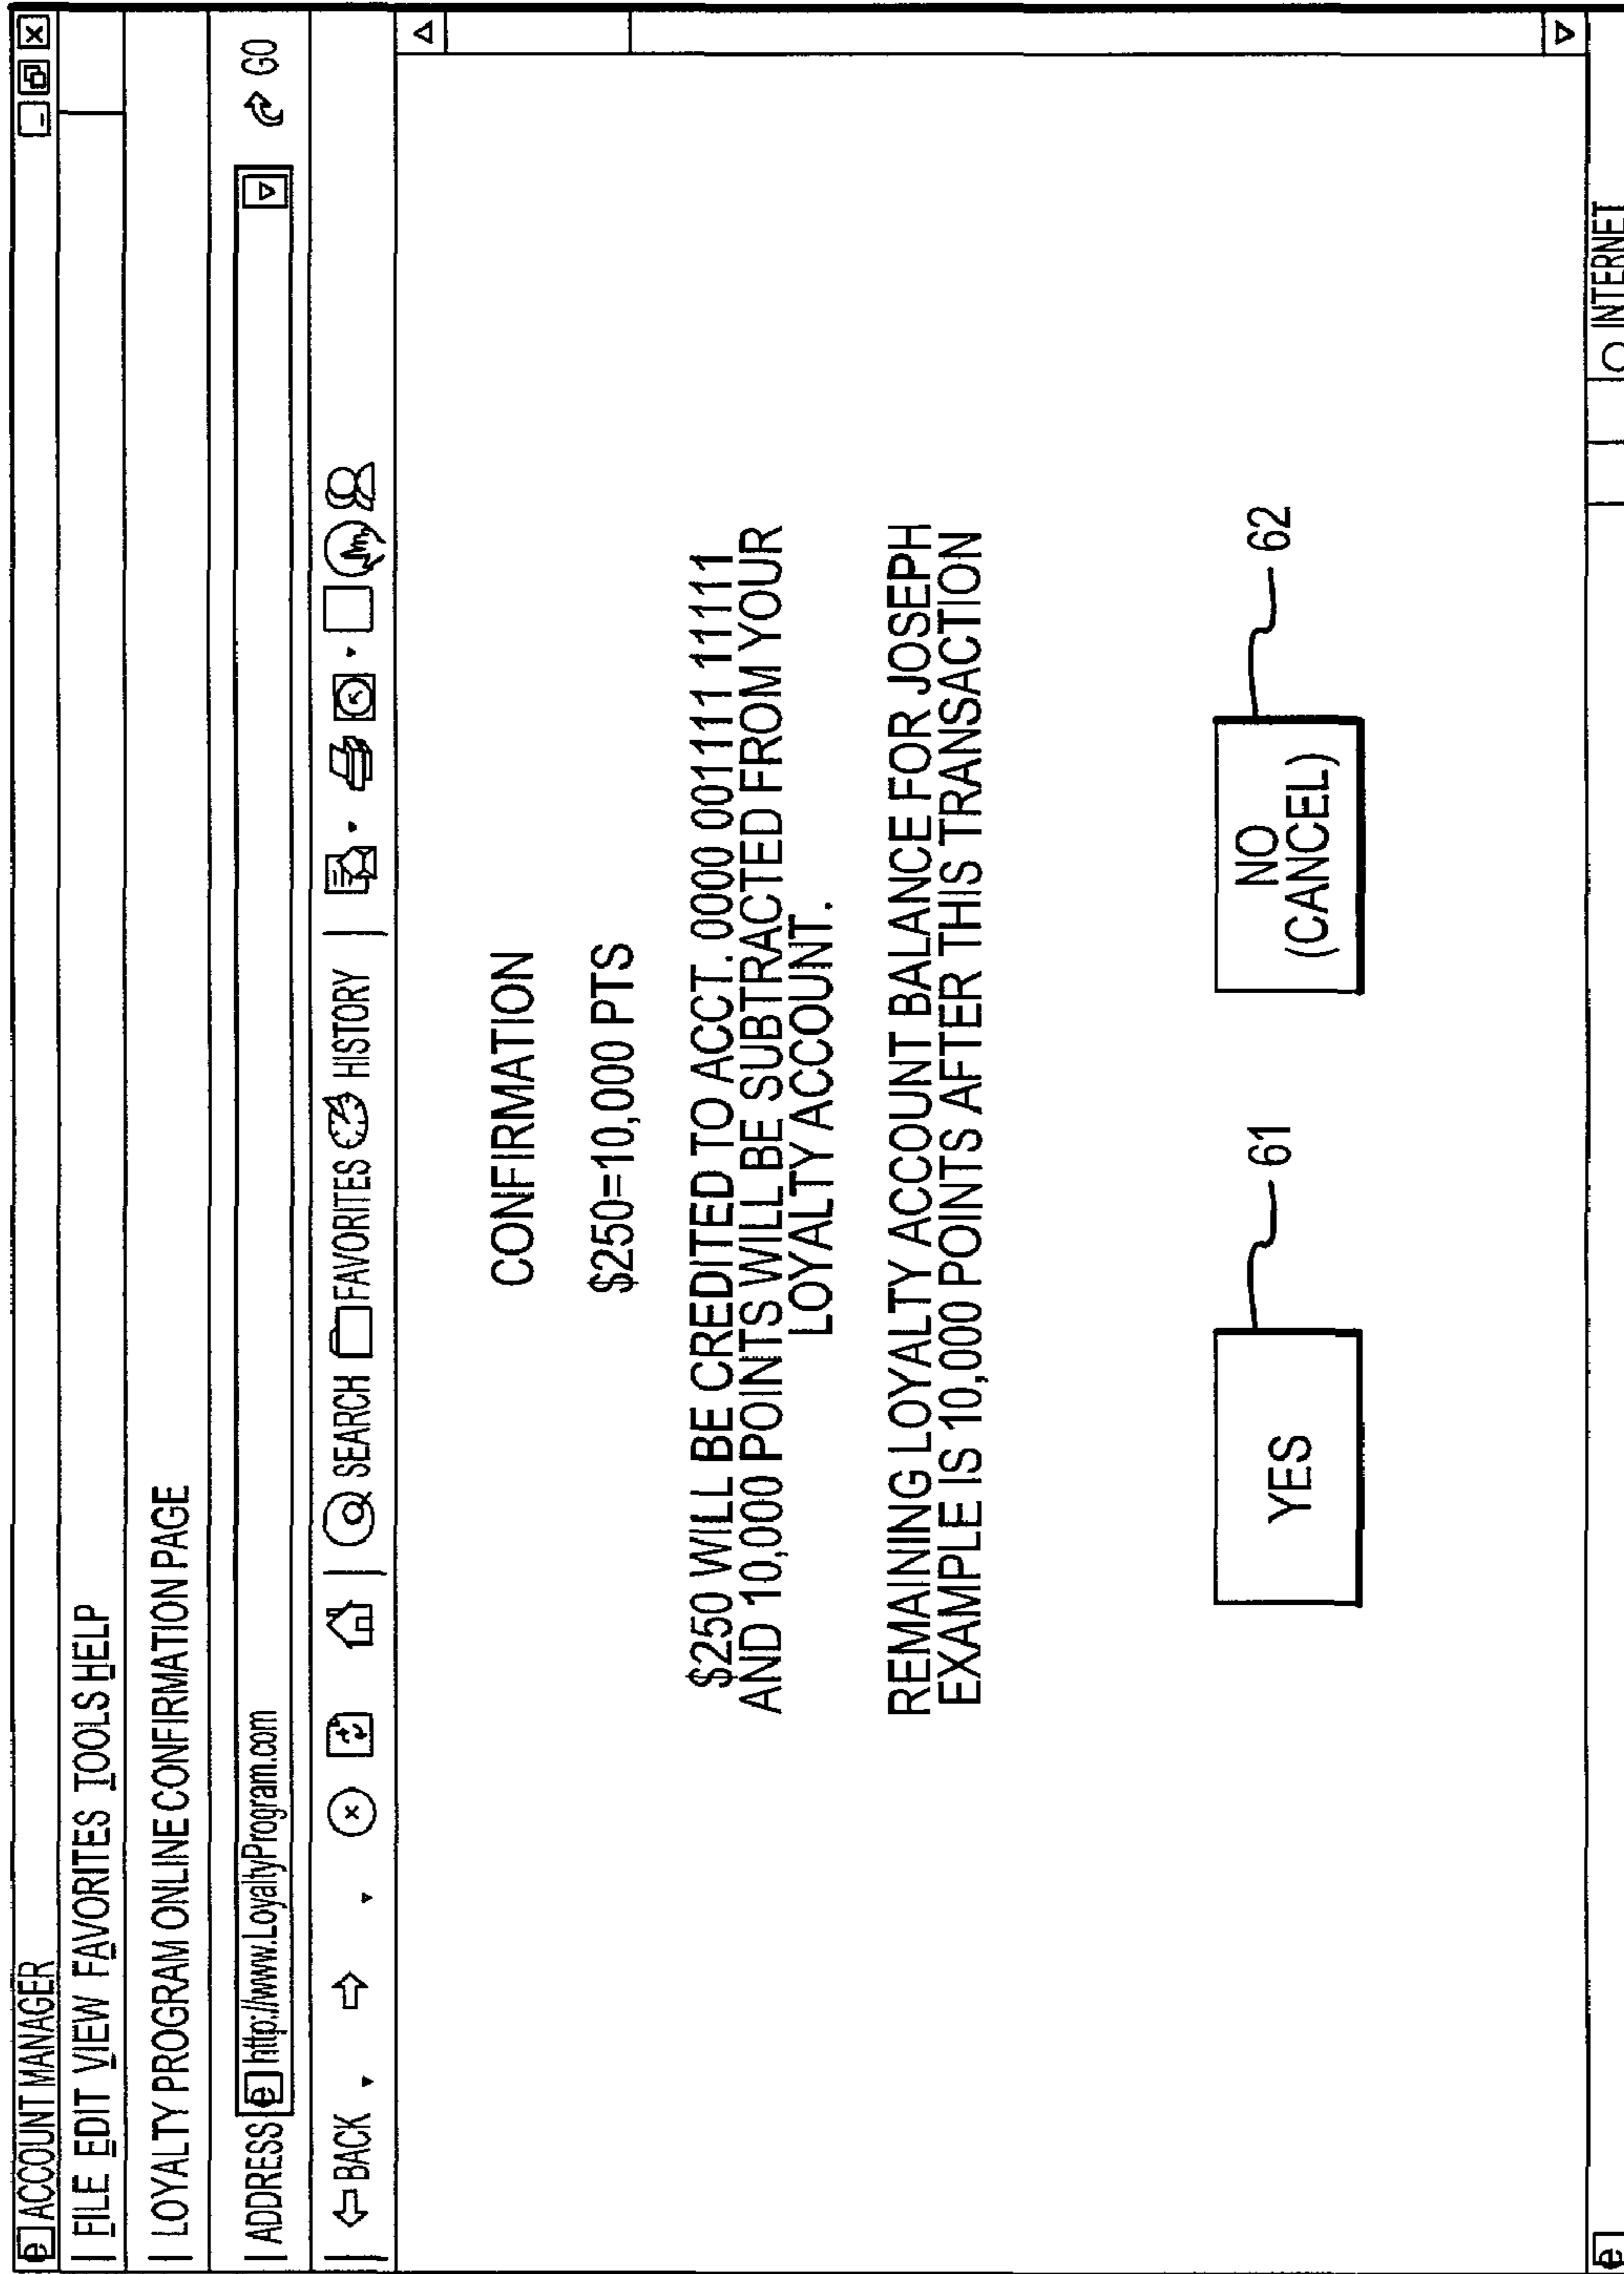 e ACCOUNT MANAGER
FILE EDIT VIEW FAVORITES TOOLS HELP
LOYALTY PROGRAM ONLINE CONFIRMATION PAGE
ADDRESS e http://www.LoyaltyProgram.com GO
BACK SEARCH FAVORITES HISTORY
CONFIRMATION
$250=10,000 PTS
$250 WILL BE CREDITED TO ACCT. 0000 00111 11111
AND 10,000 POINTS WILL BE SUBTRACTED FROM YOUR
LOYALTY ACCOUNT.
REMAINING LOYALTY ACCOUNT BALANCE FOR JOSEPH
EXAMPLE IS 10,000 POINTS AFTER THIS TRANSACTION
YES
61
NO
(CANCEL)
62
e INTERNET